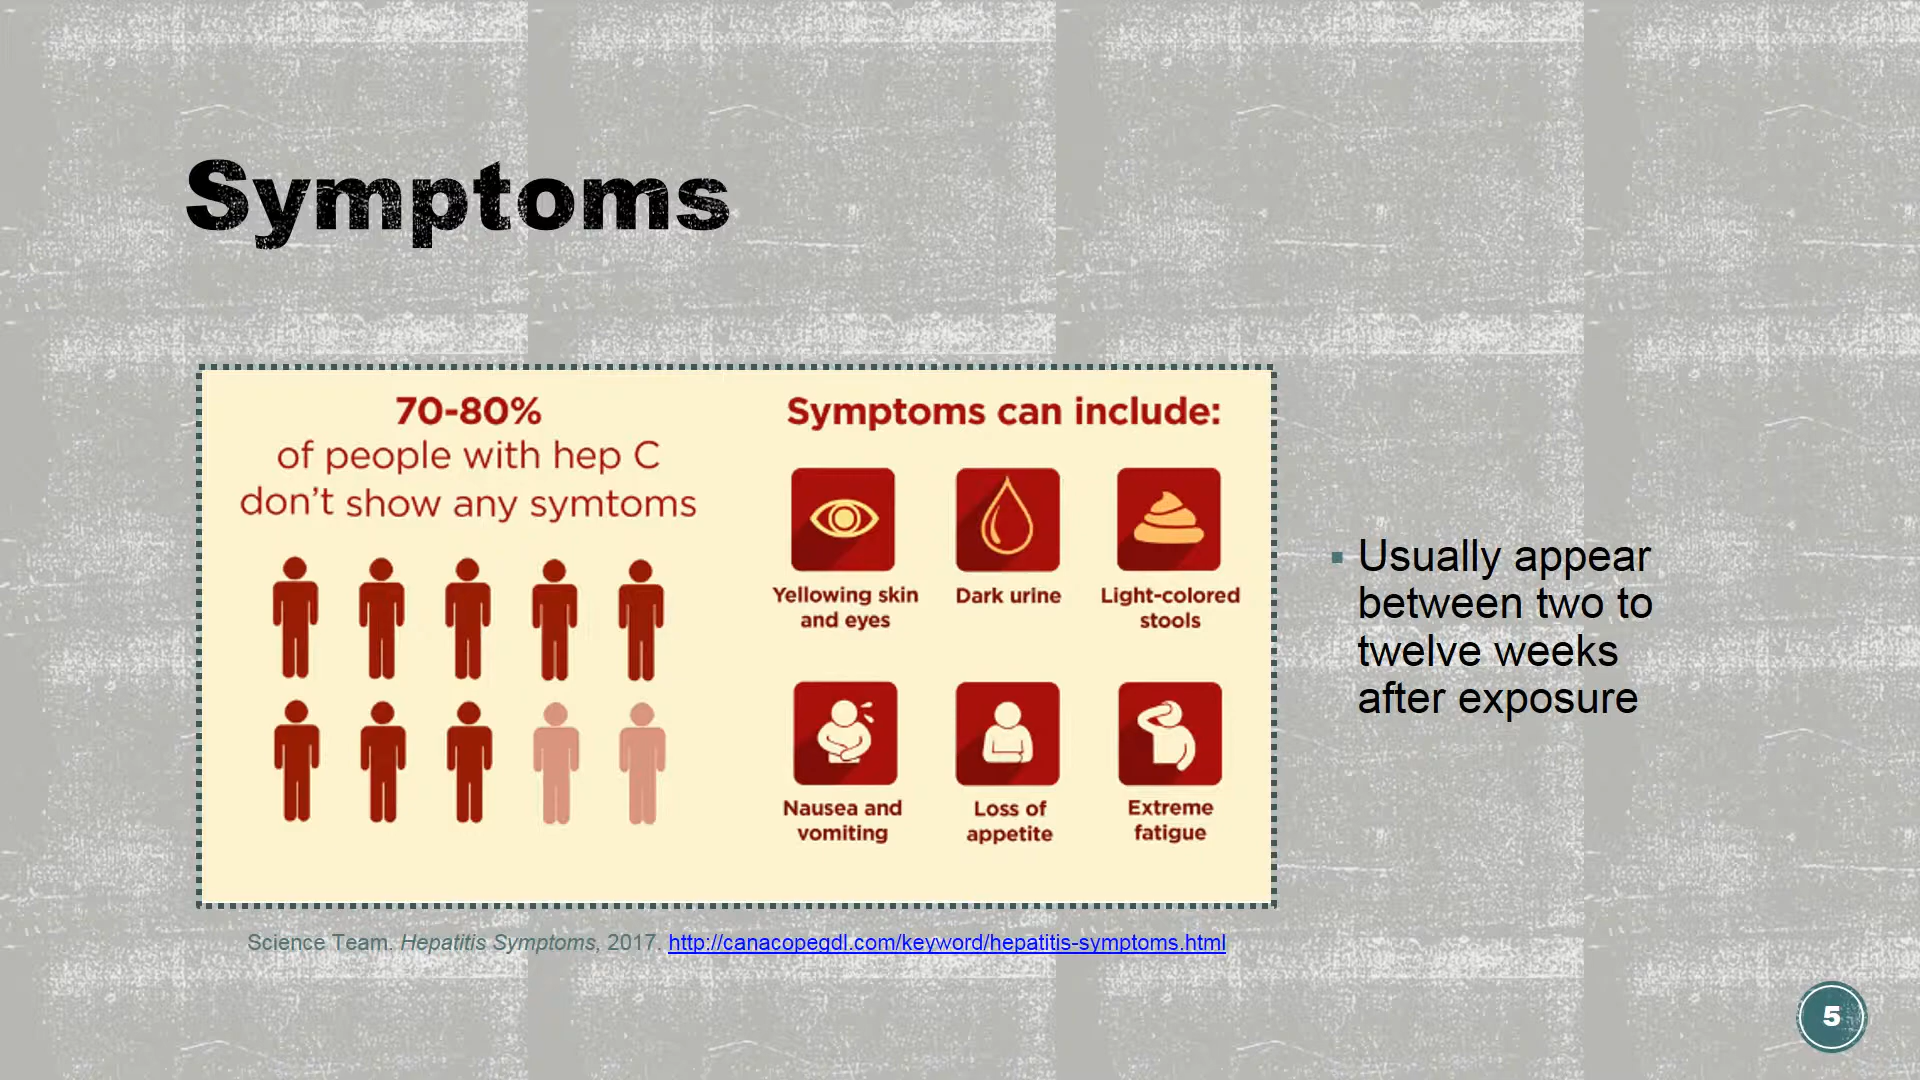 Symptoms
70-80%
of people with hep C
don't show any symtoms
Symptoms can include:
Yellowing skin
and eyes
Dark urine
Light-colored
stools
Nausea and
vomiting
Loss of
appetite
Extreme
fatigue
▪ Usually appear
between two to
twelve weeks
after exposure
Science Team. Hepatitis Symptoms, 2017. http://canacopegdl.com/keyword/hepatitis-symptoms.html
5